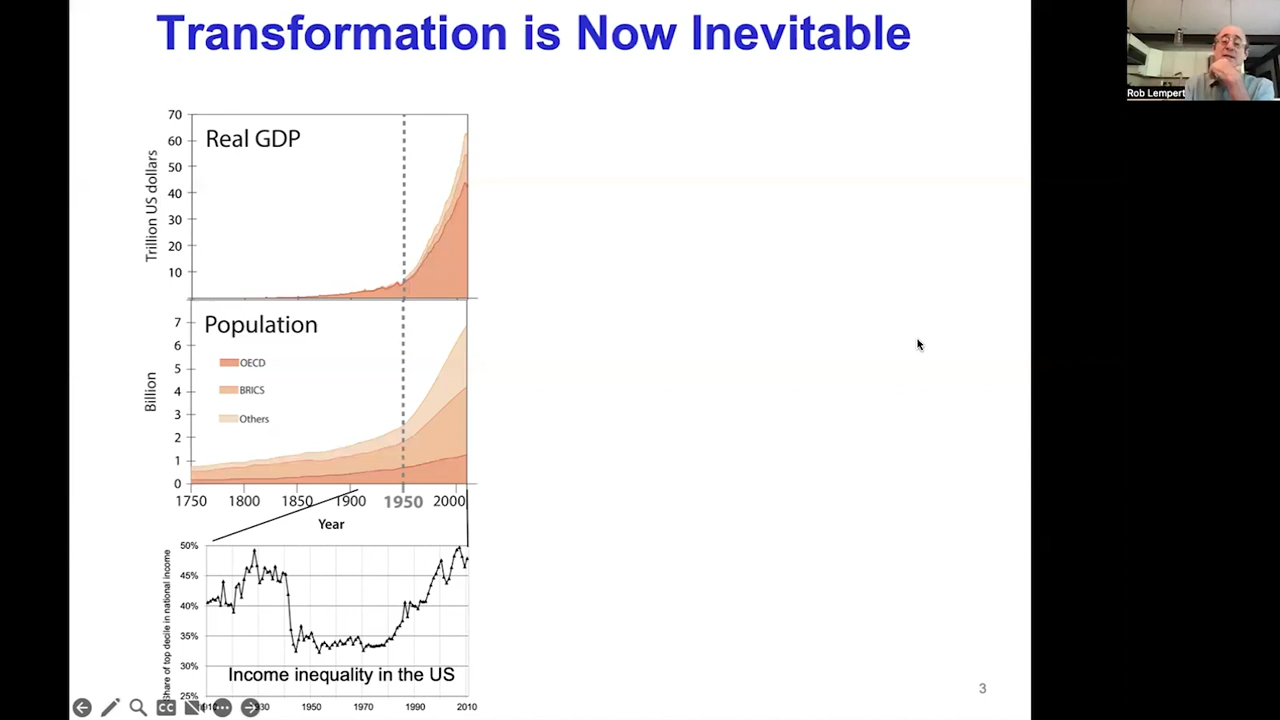 Transformation is Now Inevitable
Rob Lempert
70
60
50
40
30
20
10
Trillion US dollars
Real GDP
7
6
5
4
3
2
1
0
Billion
Population
OECD
BRICS
Others
1750 1800 1850 1900 1950 2000
Year
50%
45%
40%
35%
30%
25%
Share of top decile in national income
Income inequality in the US
1950 1970 1990 2010
CC
3